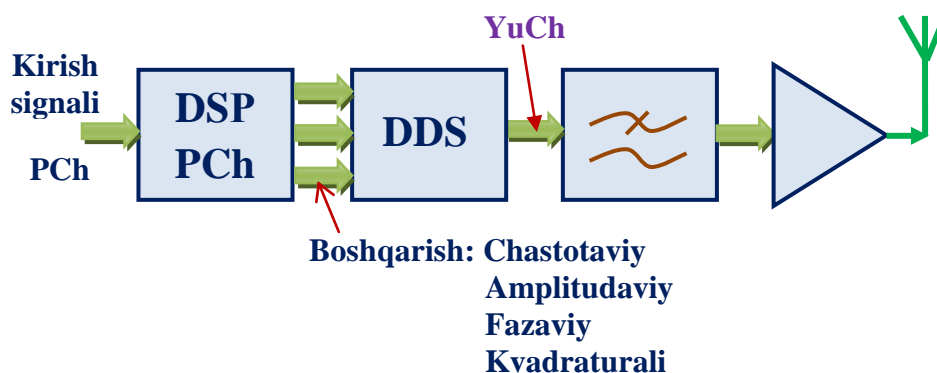 YuCh
Kirish
signali
PCh
DSP
PCh
DDS
Boshqarish: Chastotaviy
Amplitudaviy
Fazaviy
Kvadraturali